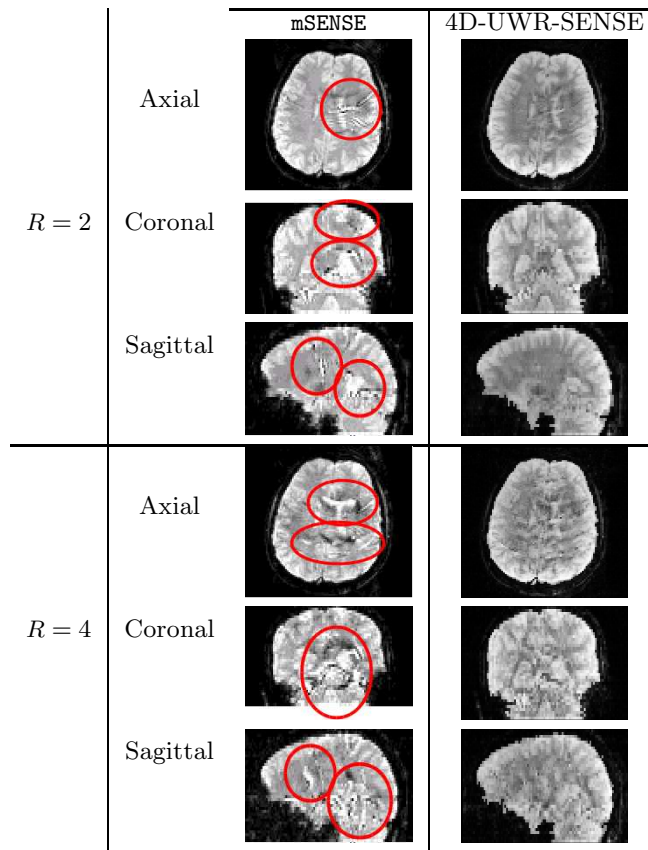 mSENSE 4D-UWR-SENSE
Axial
R = 2 Coronal
Sagittal
Axial
R = 4 Coronal
Sagittal